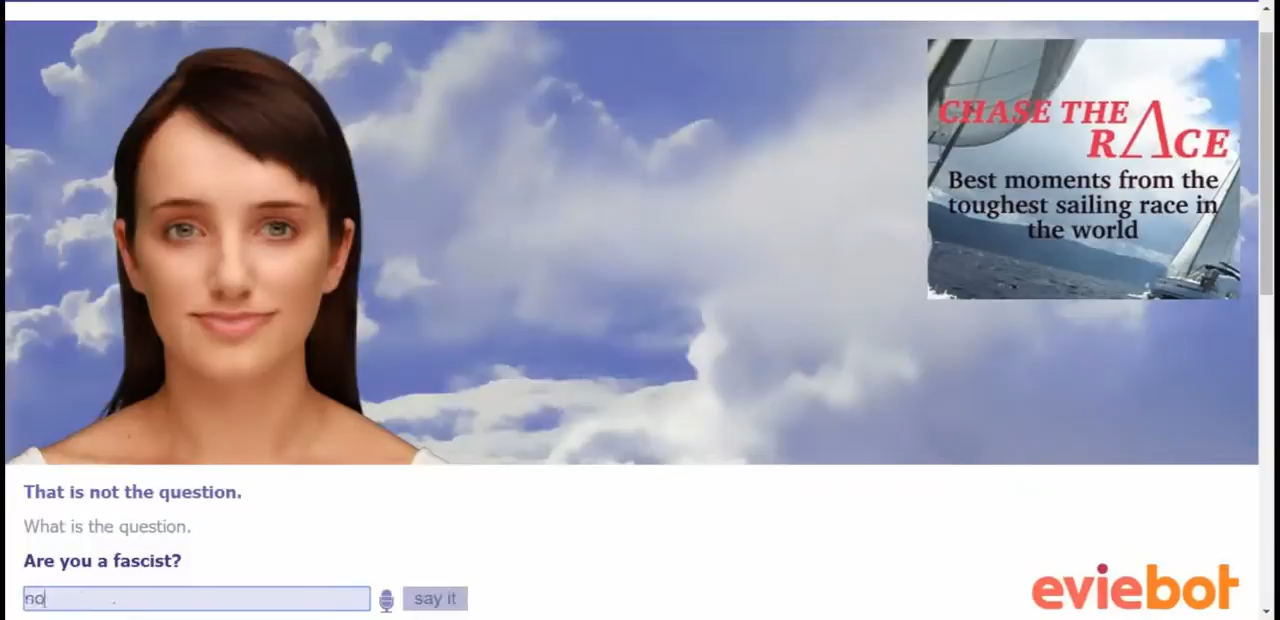 CHASE THE
RACE
Best moments from the
toughest sailing race in
the world
That is not the question.
What is the question.
Are you a fascist?
no
say it
eviebot